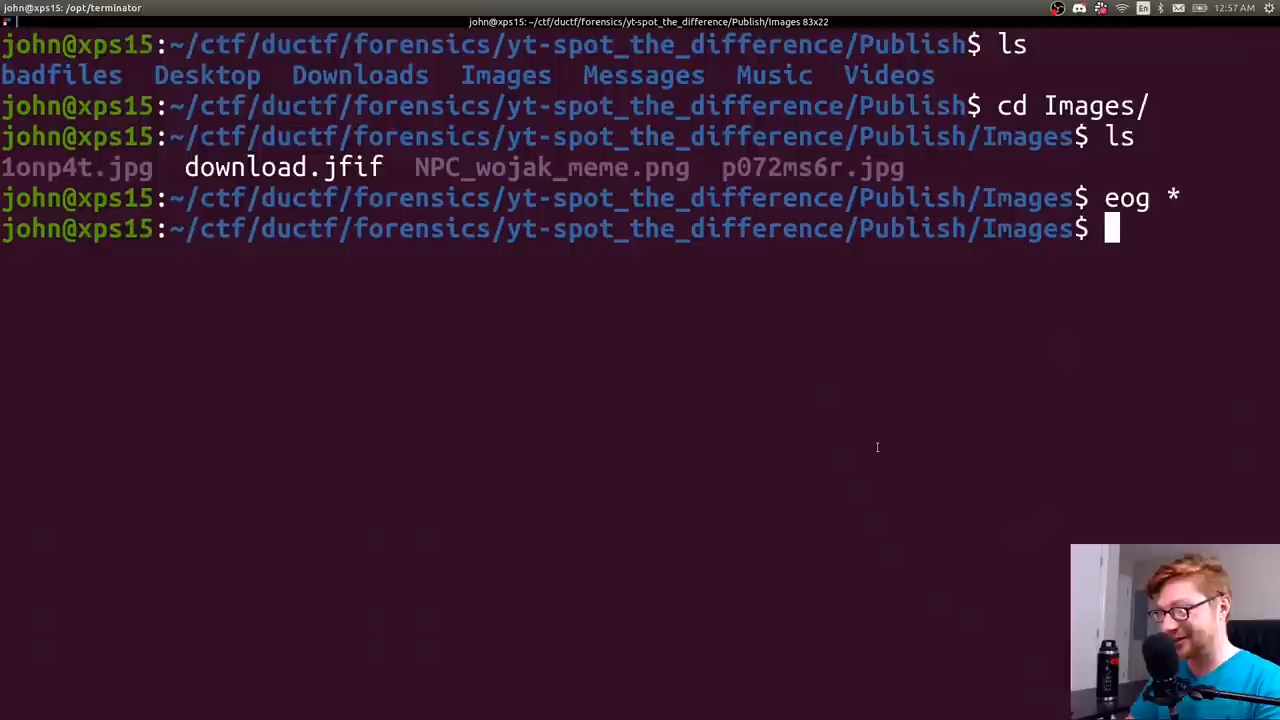 john@xps15: /opt/terminator
En
12:57 AM
john@xps15: ~/ctf/ductf/forensics/yt-spot_the_difference/Publish/Images 83x22
john@xps15:~/ctf/ductf/forensics/yt-spot_the_difference/Publish$ ls
badfiles Desktop Downloads Images Messages Music Videos
john@xps15:~/ctf/ductf/forensics/yt-spot_the_difference/Publish$ cd Images/
john@xps15:~/ctf/ductf/forensics/yt-spot_the_difference/Publish/Images$ ls
1onp4t.jpg download.jfif NPC_wojak_meme.png p072ms6r.jpg
john@xps15:~/ctf/ductf/forensics/yt-spot_the_difference/Publish/Images$ eog *
john@xps15:~/ctf/ductf/forensics/yt-spot_the_difference/Publish/Images$